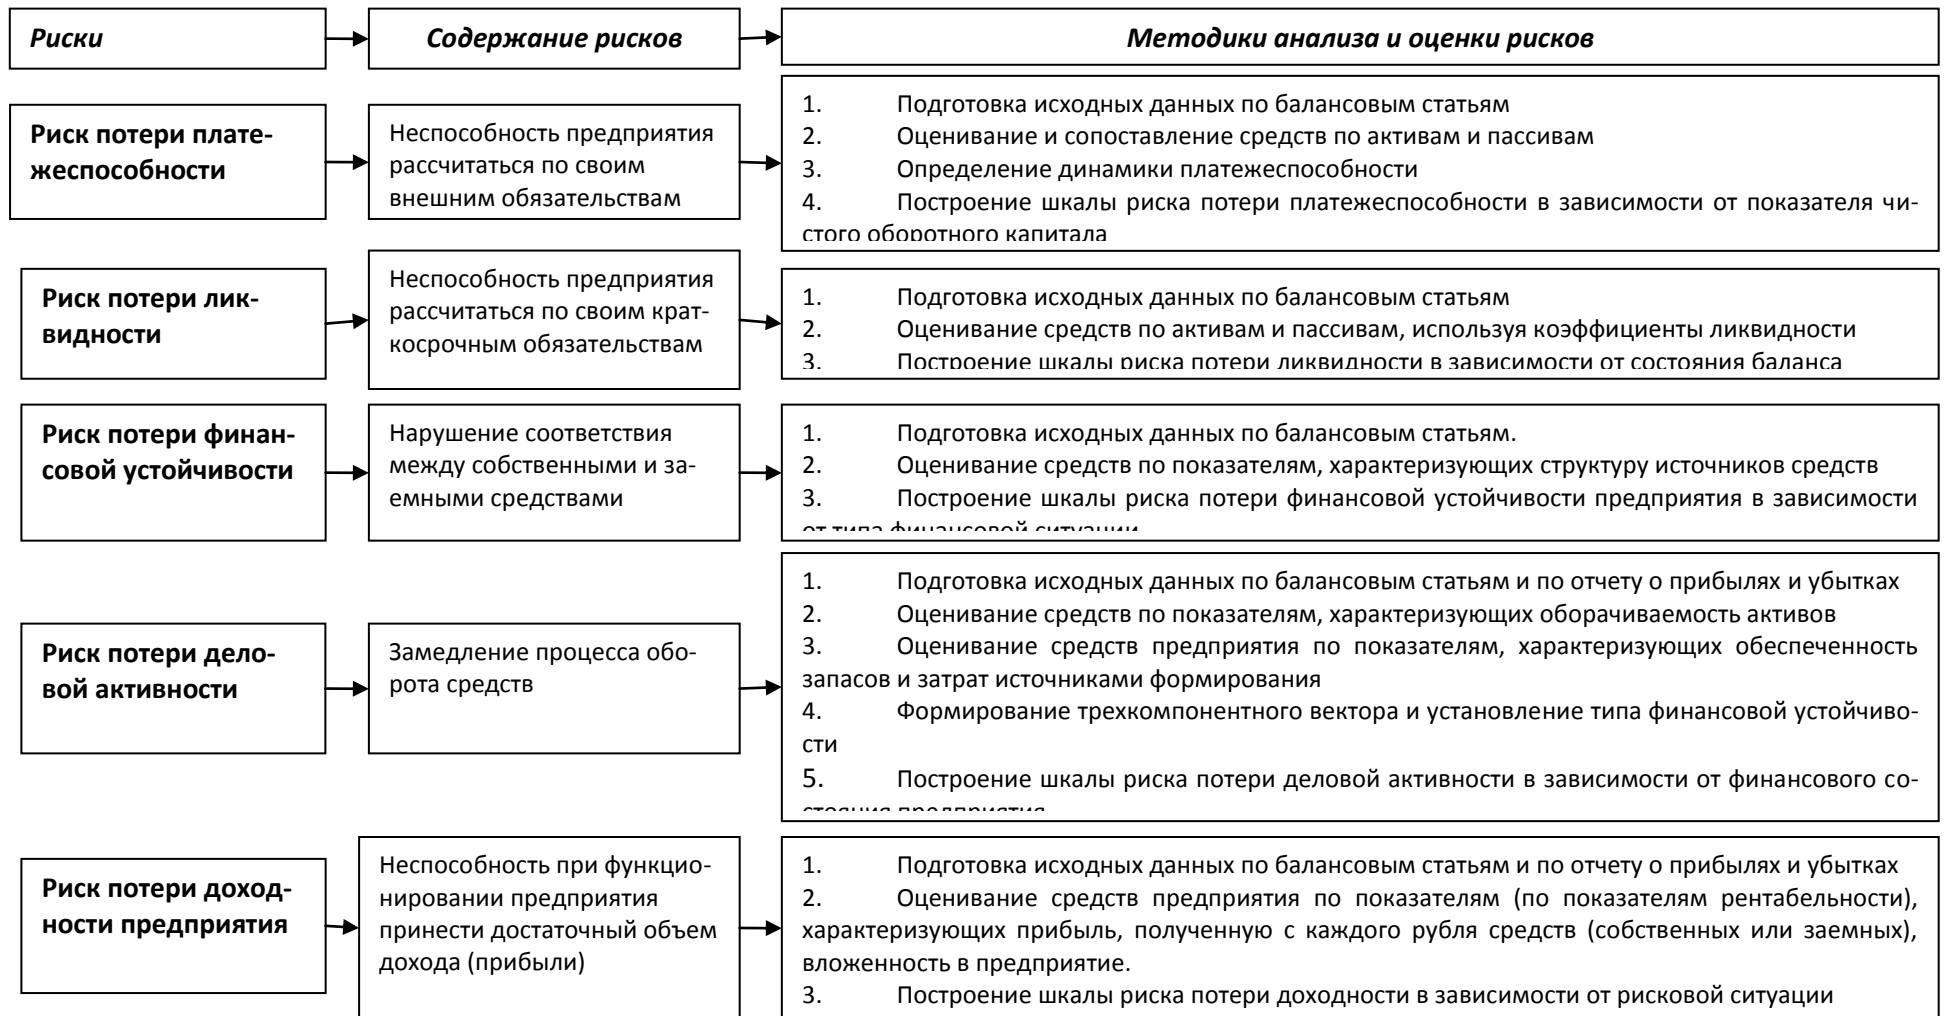 Риски
Содержание рисков
Методики анализа и оценки рисков
Риск потери плате-
жеспособности
Неспособность предприятия
рассчитаться по своим
внешним обязательствам
1. Подготовка исходных данных по балансовым статьям
2. Оценивание и сопоставление средств по активам и пассивам
3. Определение динамики платежеспособности
4. Построение шкалы риска потери платежеспособности в зависимости от показателя чи-
стого оборотного капитала
Риск потери лик-
видности
Неспособность предприятия
рассчитаться по своим крат-
косрочным обязательствам
1. Подготовка исходных данных по балансовым статьям
2. Оценивание средств по активам и пассивам, используя коэффициенты ликвидности
3. Построение шкалы риска потери ликвидности в зависимости от состояния баланса
Риск потери финан-
совой устойчивости
Нарушение соответствия
между собственными и за-
емными средствами
1. Подготовка исходных данных по балансовым статьям.
2. Оценивание средств по показателям, характеризующих структуру источников средств
3. Построение шкалы риска потери финансовой устойчивости предприятия в зависимости
от типа финансовой ситуации
Риск потери дело-
вой активности
Замедление процесса обо-
рота средств
1. Подготовка исходных данных по балансовым статьям и по отчету о прибылях и убытках
2. Оценивание средств по показателям, характеризующих оборачиваемость активов
3. Оценивание средств предприятия по показателям, характеризующих обеспеченность
запасов и затрат источниками формирования
4. Формирование трехкомпонентного вектора и установление типа финансовой устойчиво-
сти
5. Построение шкалы риска потери деловой активности в зависимости от финансового со-
стояния предприятия
Риск потери доход-
ности предприятия
Неспособность при функцио-
нировании предприятия
принести достаточный объем
дохода (прибыли)
1. Подготовка исходных данных по балансовым статьям и по отчету о прибылях и убытках
2. Оценивание средств предприятия по показателям (по показателям рентабельности),
характеризующих прибыль, полученную с каждого рубля средств (собственных или заемных),
вложенность в предприятие.
3. Построение шкалы риска потери доходности в зависимости от рисковой ситуации